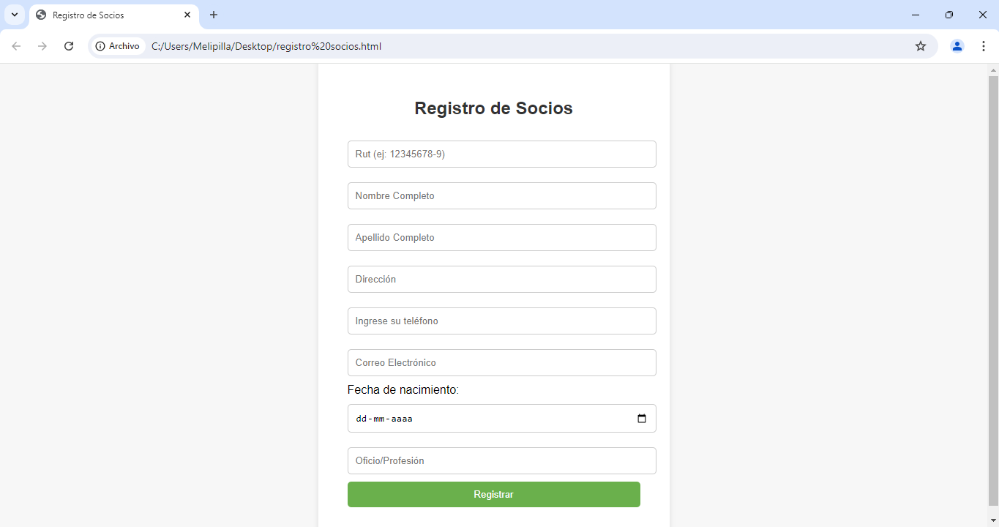 Registro de Socios
Archivo
C:/Users/Melipilla/Desktop/registro%20socios.html
Registro de Socios
Rut (ej: 12345678-9)
Nombre Completo
Apellido Completo
Dirección
Ingrese su teléfono
Correo Electrónico
Fecha de nacimiento:
dd-mm-aaaa
Oficio/Profesión
Registrar